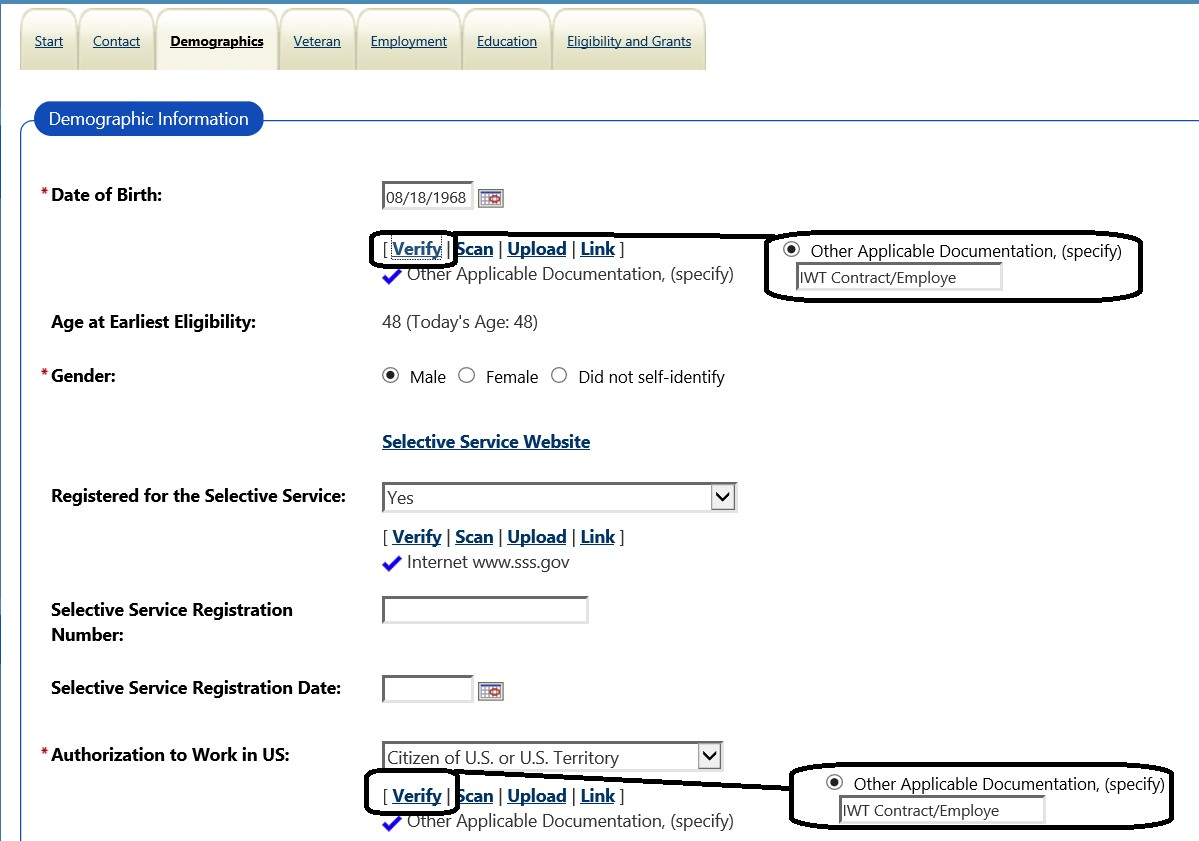 Start Contact Demographics Veteran Employment Education Eligibility and Grants
Demographic Information
* Date of Birth: 08/18/1968
[ Verify | Scan | Upload | Link ]
Other Applicable Documentation, (specify)
Other Applicable Documentation, (specify)
IWT Contract/Employe
Age at Earliest Eligibility: 48 (Today's Age: 48)
* Gender: Male Female Did not self-identify
Selective Service Website
Registered for the Selective Service: Yes
[ Verify | Scan | Upload | Link ]
Internet www.sss.gov
Selective Service Registration
Number:
Selective Service Registration Date:
* Authorization to Work in US: Citizen of U.S. or U.S. Territory
[ Verify | Scan | Upload | Link ]
Other Applicable Documentation, (specify)
Other Applicable Documentation, (specify)
IWT Contract/Employe